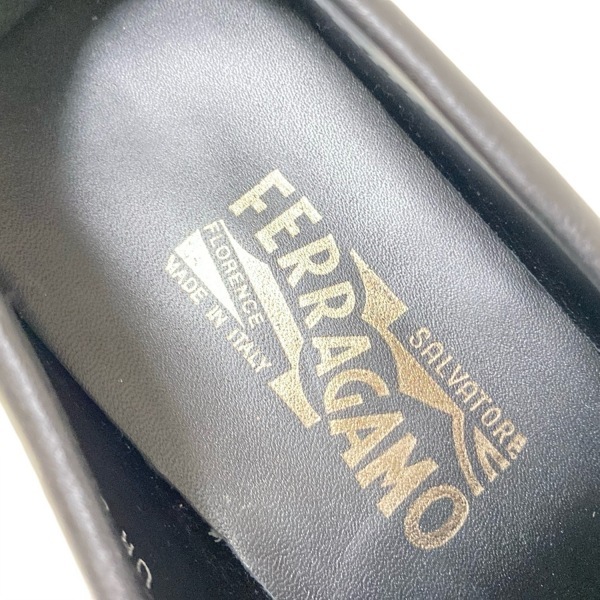 SALVATORE
FERRAGAMO
FLORENCE
MADE IN ITALY